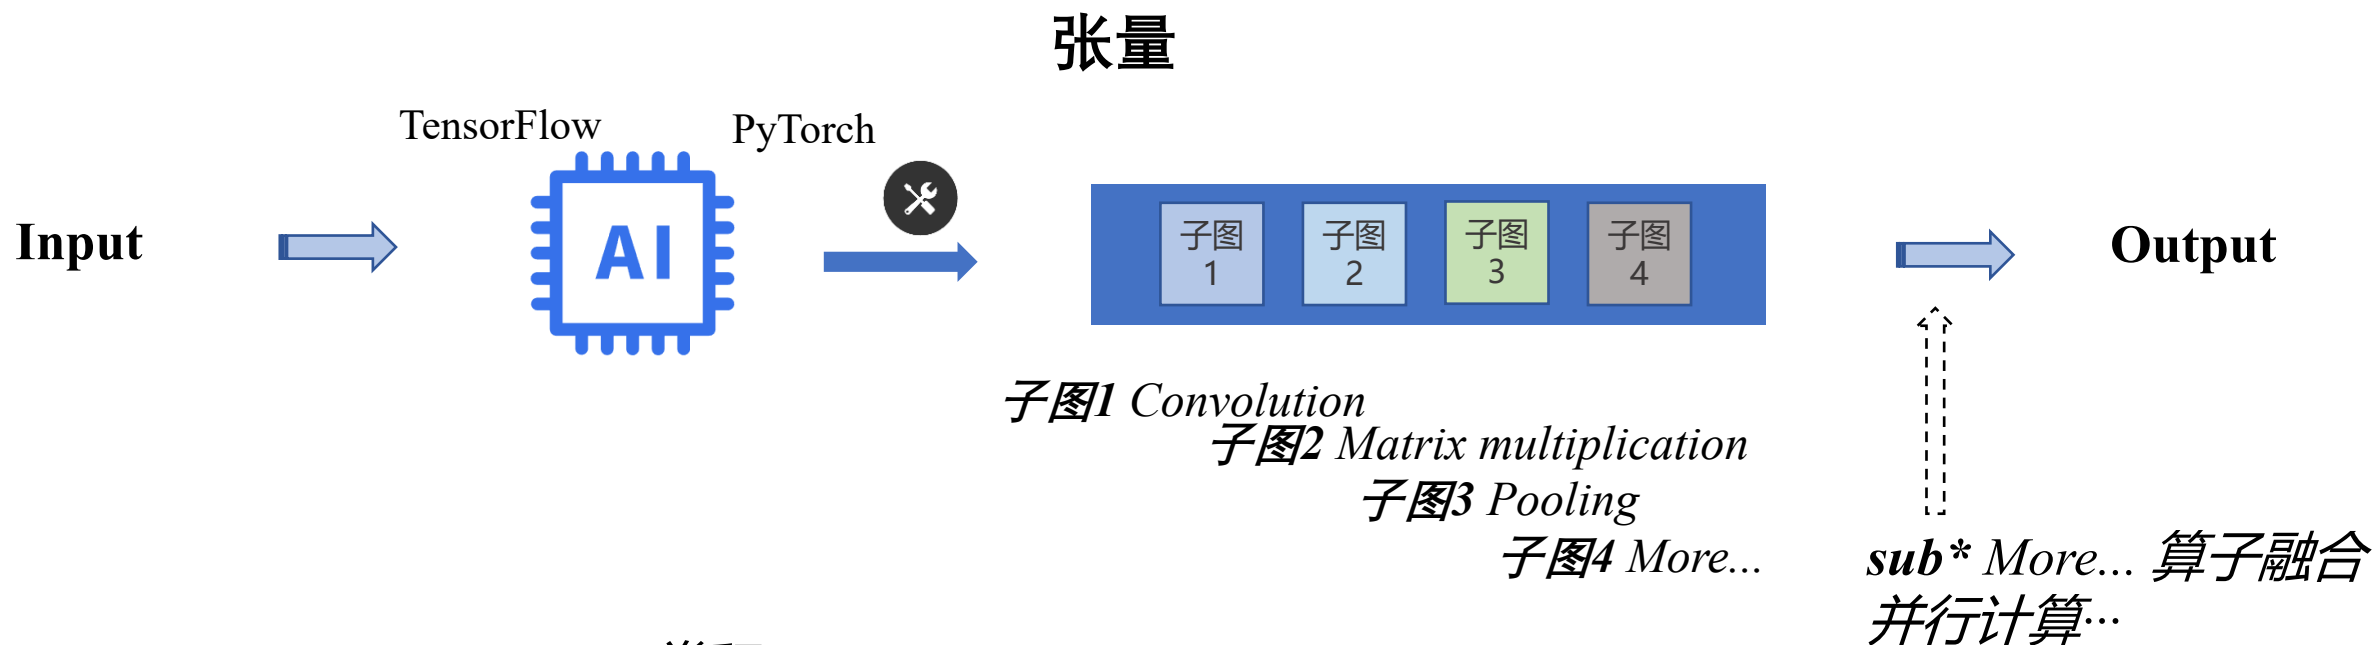 张量
TensorFlow
PyTorch
Input
AI
子图
1
子图
2
子图
3
子图
4
Output
子图1 Convolution
子图2 Matrix multiplication
子图3 Pooling
子图4 More...
sub* More... 算子融合
并行计算…